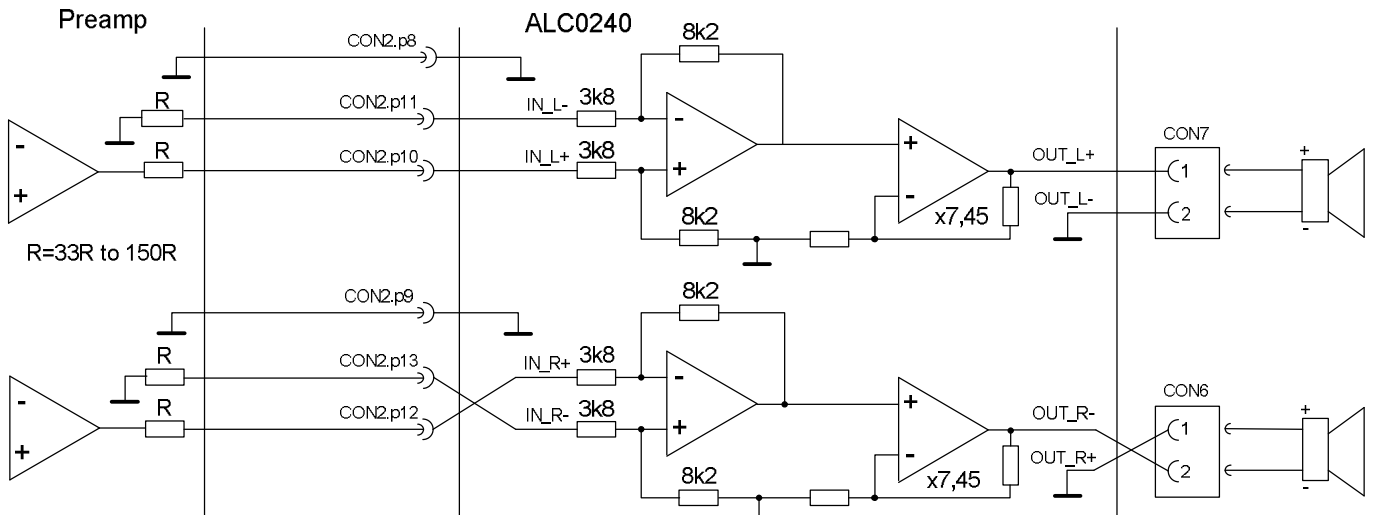 Preamp
ALC0240
8k2
CON2.p8
R
CON2.p11
IN_L-
3k8
-
+
CON7
R
CON2.p10
IN_L+
3k8
-
+
+
-
x7,45
OUT_L+
OUT_L-
1
2
+
-
8k2
R=33R to 150R
8k2
CON2.p9
R
CON2.p13
IN_R+
3k8
-
+
CON6
R
CON2.p12
IN_R-
3k8
-
+
+
-
x7,45
OUT_R-
OUT_R+
1
2
+
-
8k2